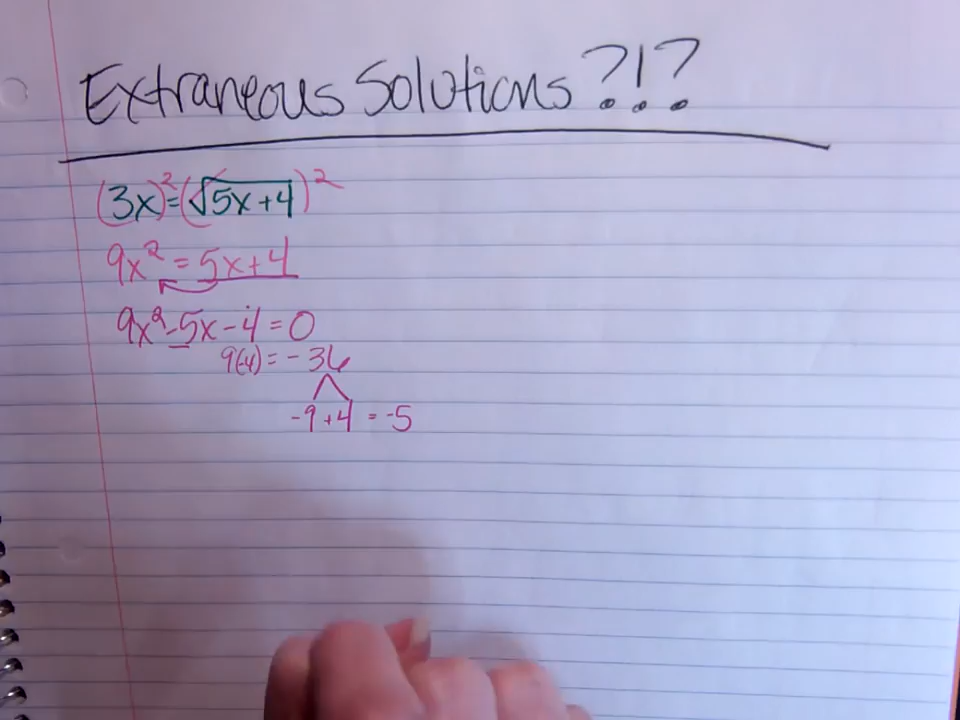 Extraneous Solutions ?!?
(3x)²=(√5x+4)²
9x² = 5x+4
9x²-5x-4=0
9(-4) = -36
-9+4 = -5